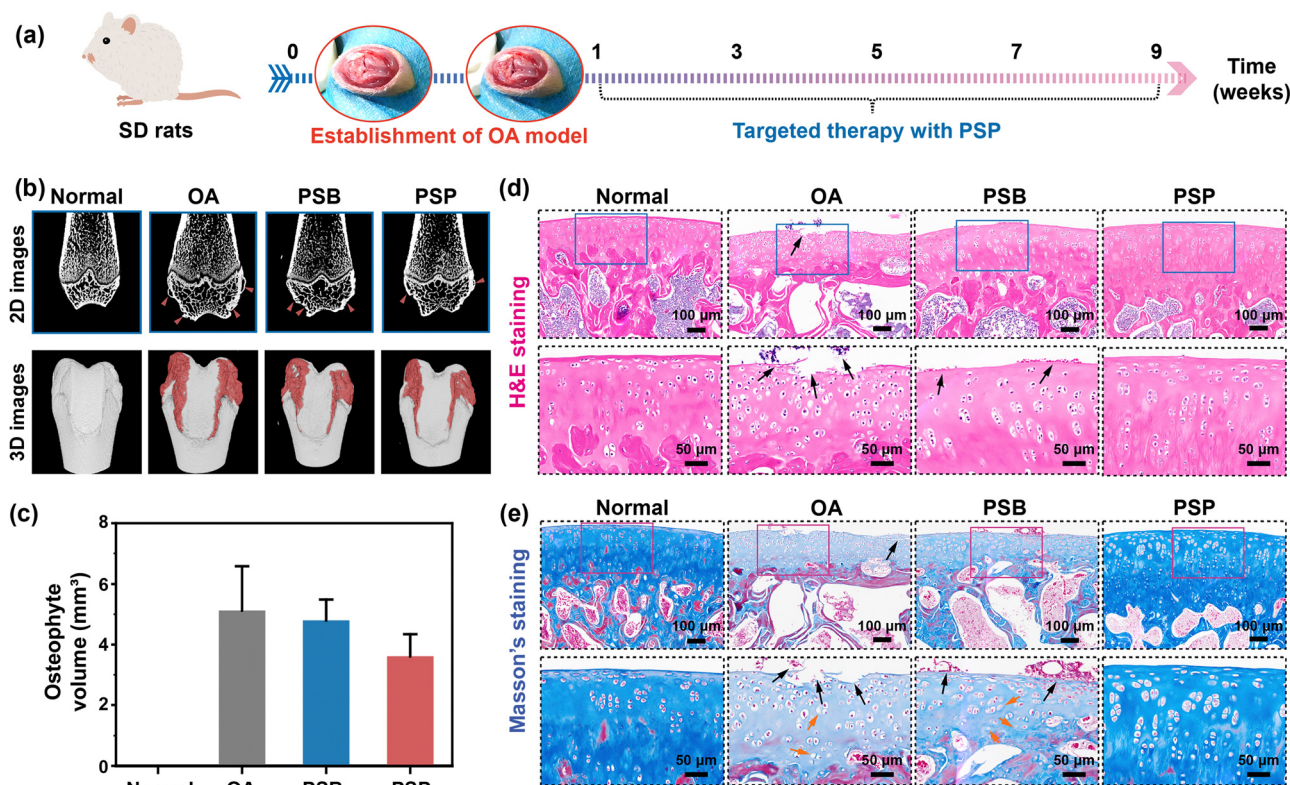 (a)
0
1
3
5
7
9
Time
(weeks)
SD rats
Establishment of OA model
Targeted therapy with PSP
(b)
Normal
OA
PSB
PSP
2D images
3D images
(c)
8
6
4
2
0
Osteophyte
volume (mm³)
OA
PSB
PSP
(d)
Normal
OA
PSB
PSP
H&E staining
100 μm
100 μm
100 μm
100 μm
50 μm
50 μm
50 μm
50 μm
(e)
Normal
OA
PSB
PSP
Masson's staining
100 μm
100 μm
100 μm
100 μm
50 μm
50 μm
50 μm
50 μm